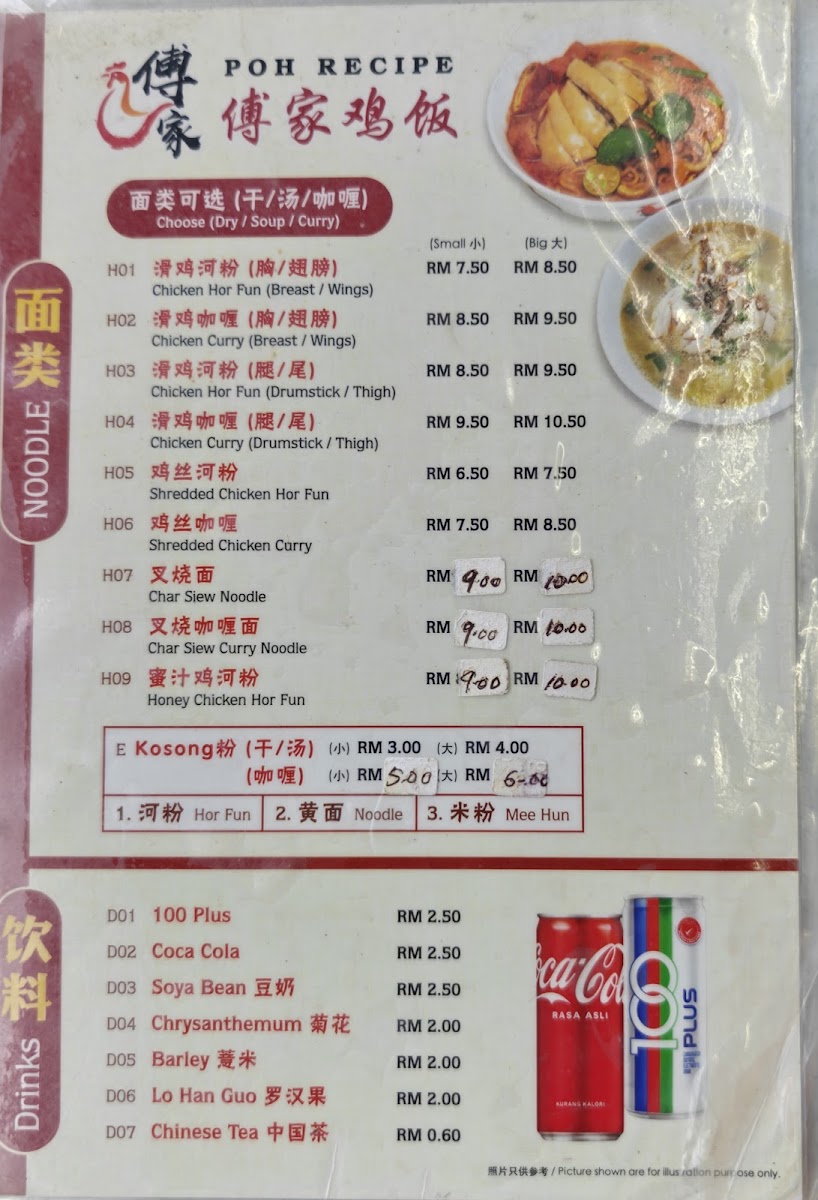 傅家
POH RECIPE
傅家鸡饭
面类可选 (干/汤/咖喱)
Choose (Dry / Soup / Curry)
(Small 小) (Big 大)
面类 NOODLE
H01 滑鸡河粉 (胸/翅膀) RM 7.50 RM 8.50
Chicken Hor Fun (Breast / Wings)
H02 滑鸡咖喱 (胸/翅膀) RM 8.50 RM 9.50
Chicken Curry (Breast / Wings)
H03 滑鸡河粉 (腿/尾) RM 8.50 RM 9.50
Chicken Hor Fun (Drumstick / Thigh)
H04 滑鸡咖喱 (腿/尾) RM 9.50 RM 10.50
Chicken Curry (Drumstick / Thigh)
H05 鸡丝河粉 RM 6.50 RM 7.50
Shredded Chicken Hor Fun
H06 鸡丝咖喱 RM 7.50 RM 8.50
Shredded Chicken Curry
H07 叉烧面 RM 9.00 RM 10.00
Char Siew Noodle
H08 叉烧咖喱面 RM 9.00 RM 10.00
Char Siew Curry Noodle
H09 蜜汁鸡河粉 RM 9.00 RM 10.00
Honey Chicken Hor Fun
E Kosong粉 (干/汤) (小) RM 3.00 (大) RM 4.00
(咖喱) (小) RM 5.00 (大) RM 6.00
1. 河粉 Hor Fun 2. 黄面 Noodle 3. 米粉 Mee Hun
饮料 Drinks
D01 100 Plus RM 2.50
D02 Coca Cola RM 2.50
D03 Soya Bean 豆奶 RM 2.50
D04 Chrysanthemum 菊花 RM 2.00
D05 Barley 薏米 RM 2.00
D06 Lo Han Guo 罗汉果 RM 2.00
D07 Chinese Tea 中国茶 RM 0.60
Coca-Cola
RASA ASLI
KURANG KALORI
100 PLUS
照片只供参考 / Picture shown are for illustration purpose only.